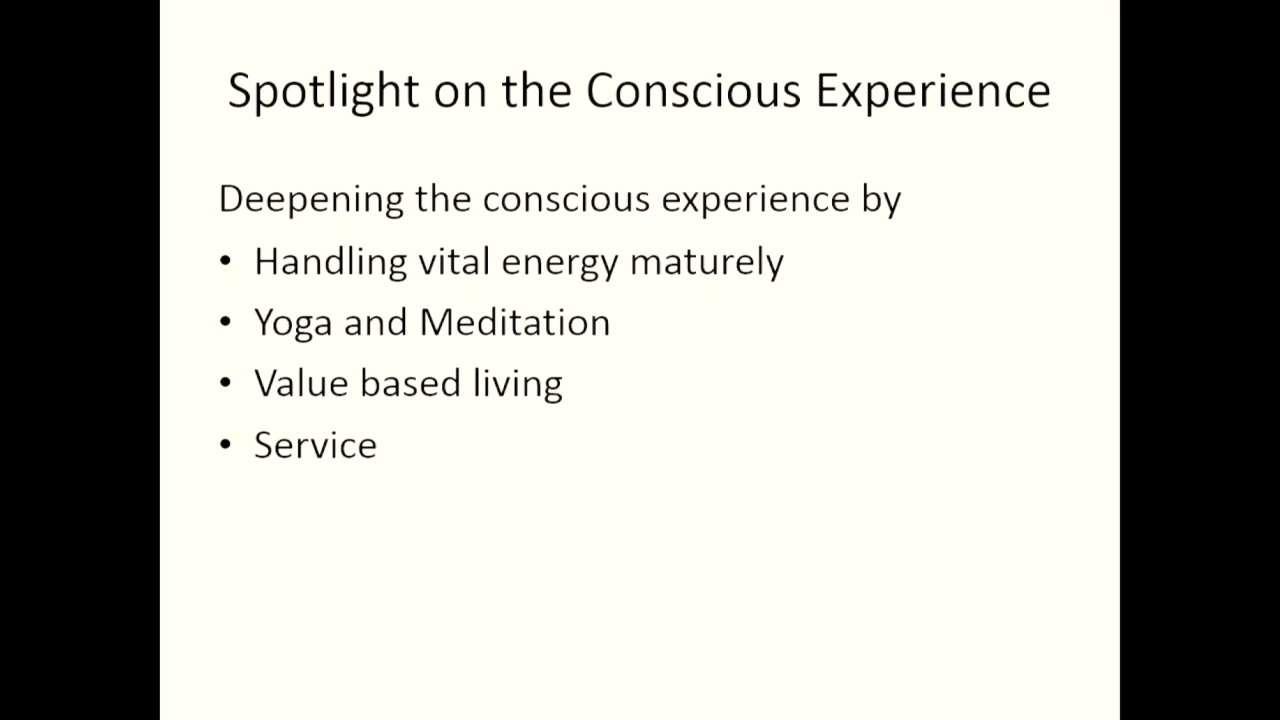 Spotlight on the Conscious Experience
Deepening the conscious experience by
• Handling vital energy maturely
• Yoga and Meditation
• Value based living
• Service